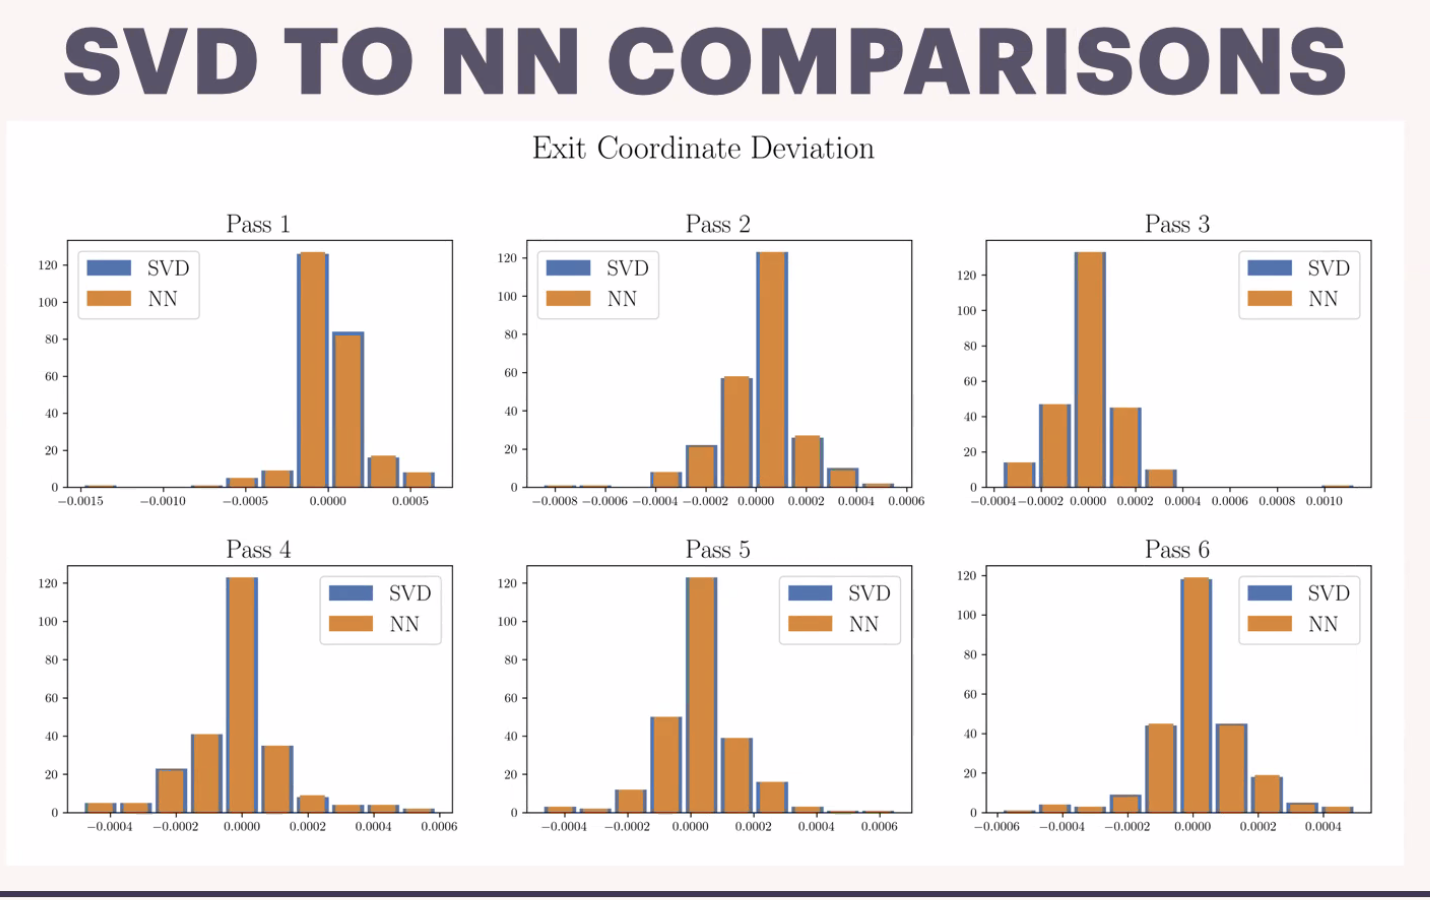 SVD TO NN COMPARISONS
Exit Coordinate Deviation
Pass 1
SVD
NN
120
100
80
60
40
20
0
−0.0015 −0.0010 −0.0005 0.0000 0.0005
Pass 2
SVD
NN
120
100
80
60
40
20
0
−0.0008 −0.0006 −0.0004 −0.0002 0.0000 0.0002 0.0004 0.0006
Pass 3
SVD
NN
120
100
80
60
40
20
0
−0.0004 −0.0002 0.0000 0.0002 0.0004 0.0006 0.0008 0.0010
Pass 4
SVD
NN
120
100
80
60
40
20
0
−0.0004 −0.0002 0.0000 0.0002 0.0004 0.0006
Pass 5
SVD
NN
120
100
80
60
40
20
0
−0.0004 −0.0002 0.0000 0.0002 0.0004 0.0006
Pass 6
SVD
NN
120
100
80
60
40
20
0
−0.0006 −0.0004 −0.0002 0.0000 0.0002 0.0004